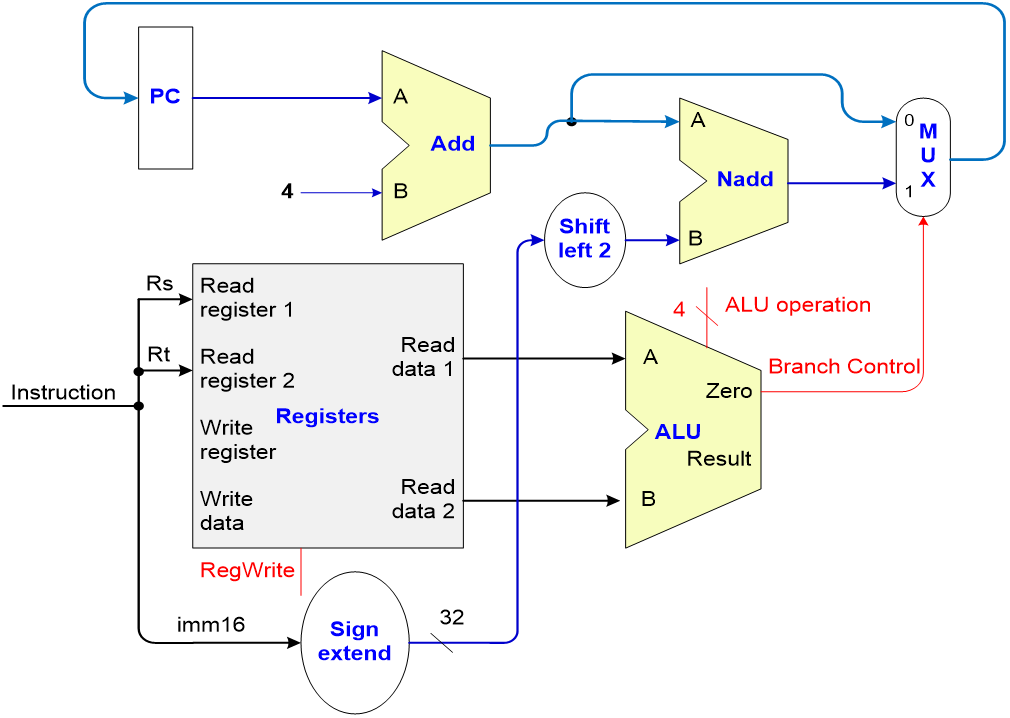 PC
A
Add
4
B
A
Nadd
B
0
M
U
X
1
Shift
left 2
Rs
Rt
Instruction
Read
register 1
Read
register 2
Registers
Write
register
Write
data
Read
data 1
Read
data 2
RegWrite
imm16
Sign
extend
32
4
ALU operation
A
Zero
ALU
Result
B
Branch Control